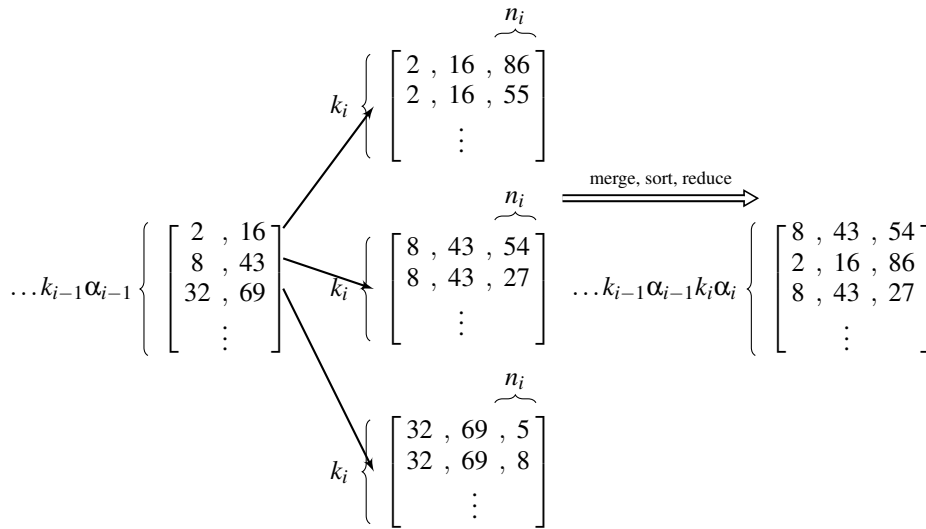 n_i
2 , 16 , 86
k_i
2 , 16 , 55
⋮
merge, sort, reduce
n_i
2 , 16
8 , 43 , 54
8 , 43 , 54
8 , 43
8 , 43 , 27
2 , 16 , 86
…k_{i−1}α_{i−1}
k_i
…k_{i−1}α_{i−1}k_iα_i
32 , 69
8 , 43 , 27
⋮
⋮
⋮
n_i
32 , 69 , 5
k_i
32 , 69 , 8
⋮